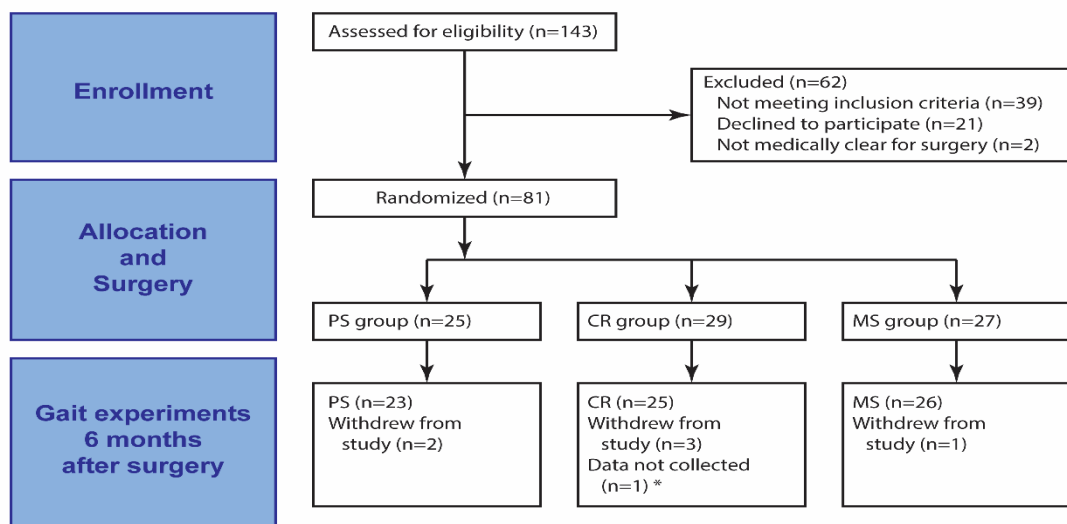 Enrollment
Assessed for eligibility (n=143)
Excluded (n=62)
Not meeting inclusion criteria (n=39)
Declined to participate (n=21)
Not medically clear for surgery (n=2)
Allocation
and
Surgery
Randomized (n=81)
PS group (n=25)
CR group (n=29)
MS group (n=27)
Gait experiments
6 months
after surgery
PS (n=23)
Withdrew from
study (n=2)
CR (n=25)
Withdrew from
study (n=3)
Data not collected
(n=1) *
MS (n=26)
Withdrew from
study (n=1)